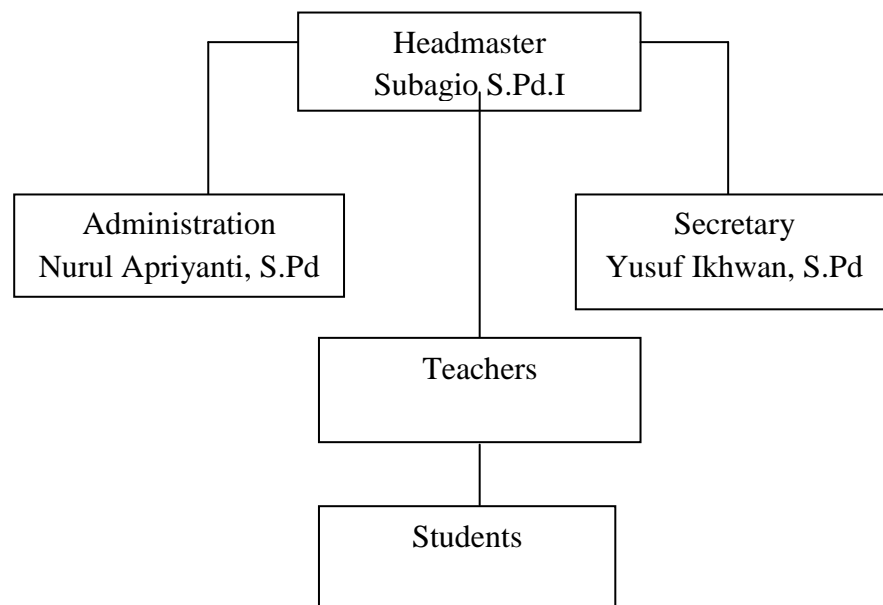 Headmaster
Subagio S.Pd.I
Administration
Nurul Apriyanti, S.Pd
Secretary
Yusuf Ikhwan, S.Pd
Teachers
Students